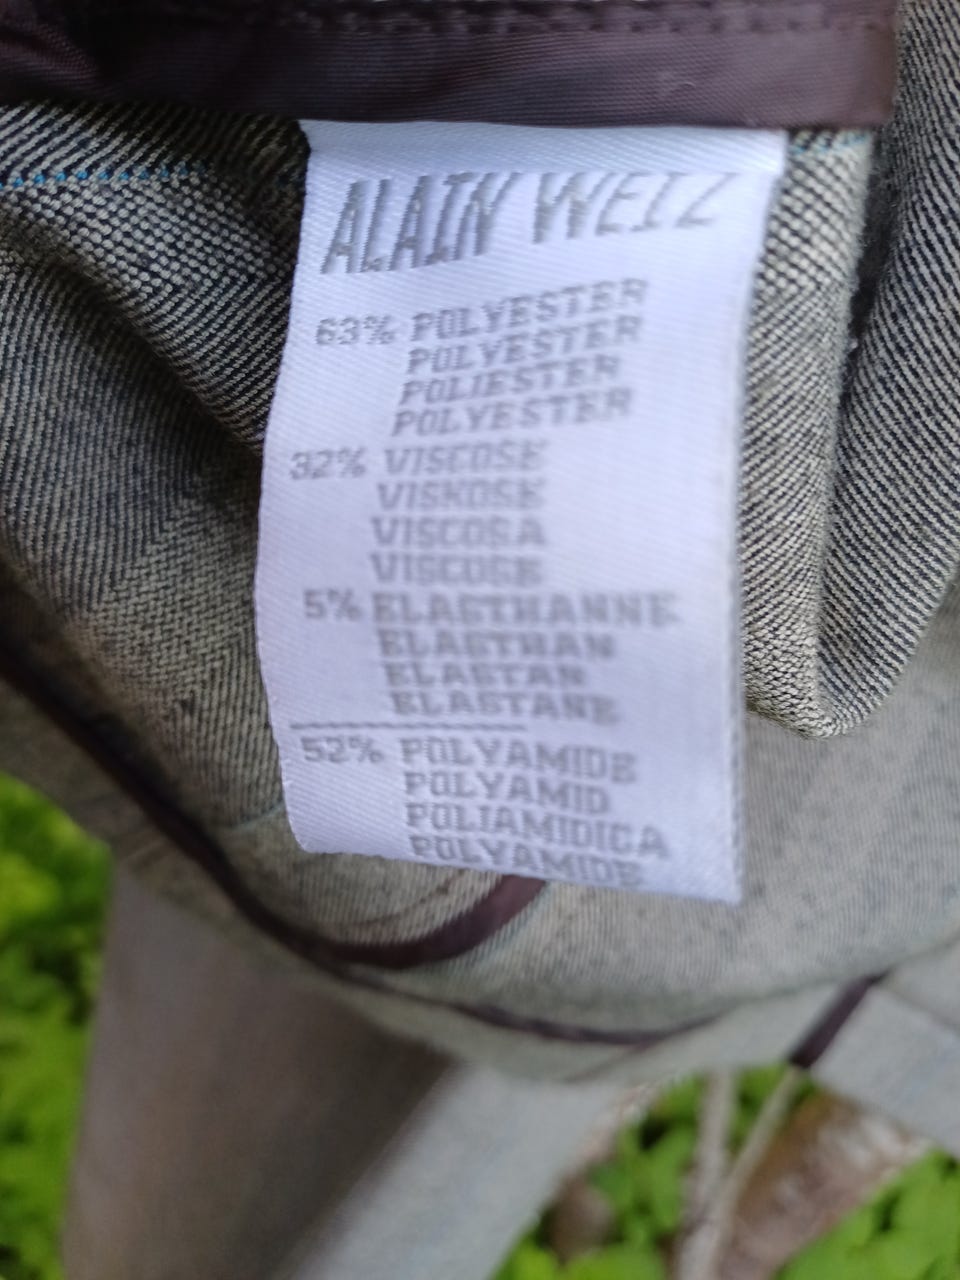 ALAIN WEIZ
63% POLYESTER
POLYESTER
POLIESTER
POLYESTER
32% VISCOSE
VISKOSE
VISCOSA
VISCOSE
5% ELASTHANNE
ELASTHAN
ELASTAN
ELASTANE
52% POLYAMIDE
POLYAMID
POLIAMIDICA
POLYAMIDE